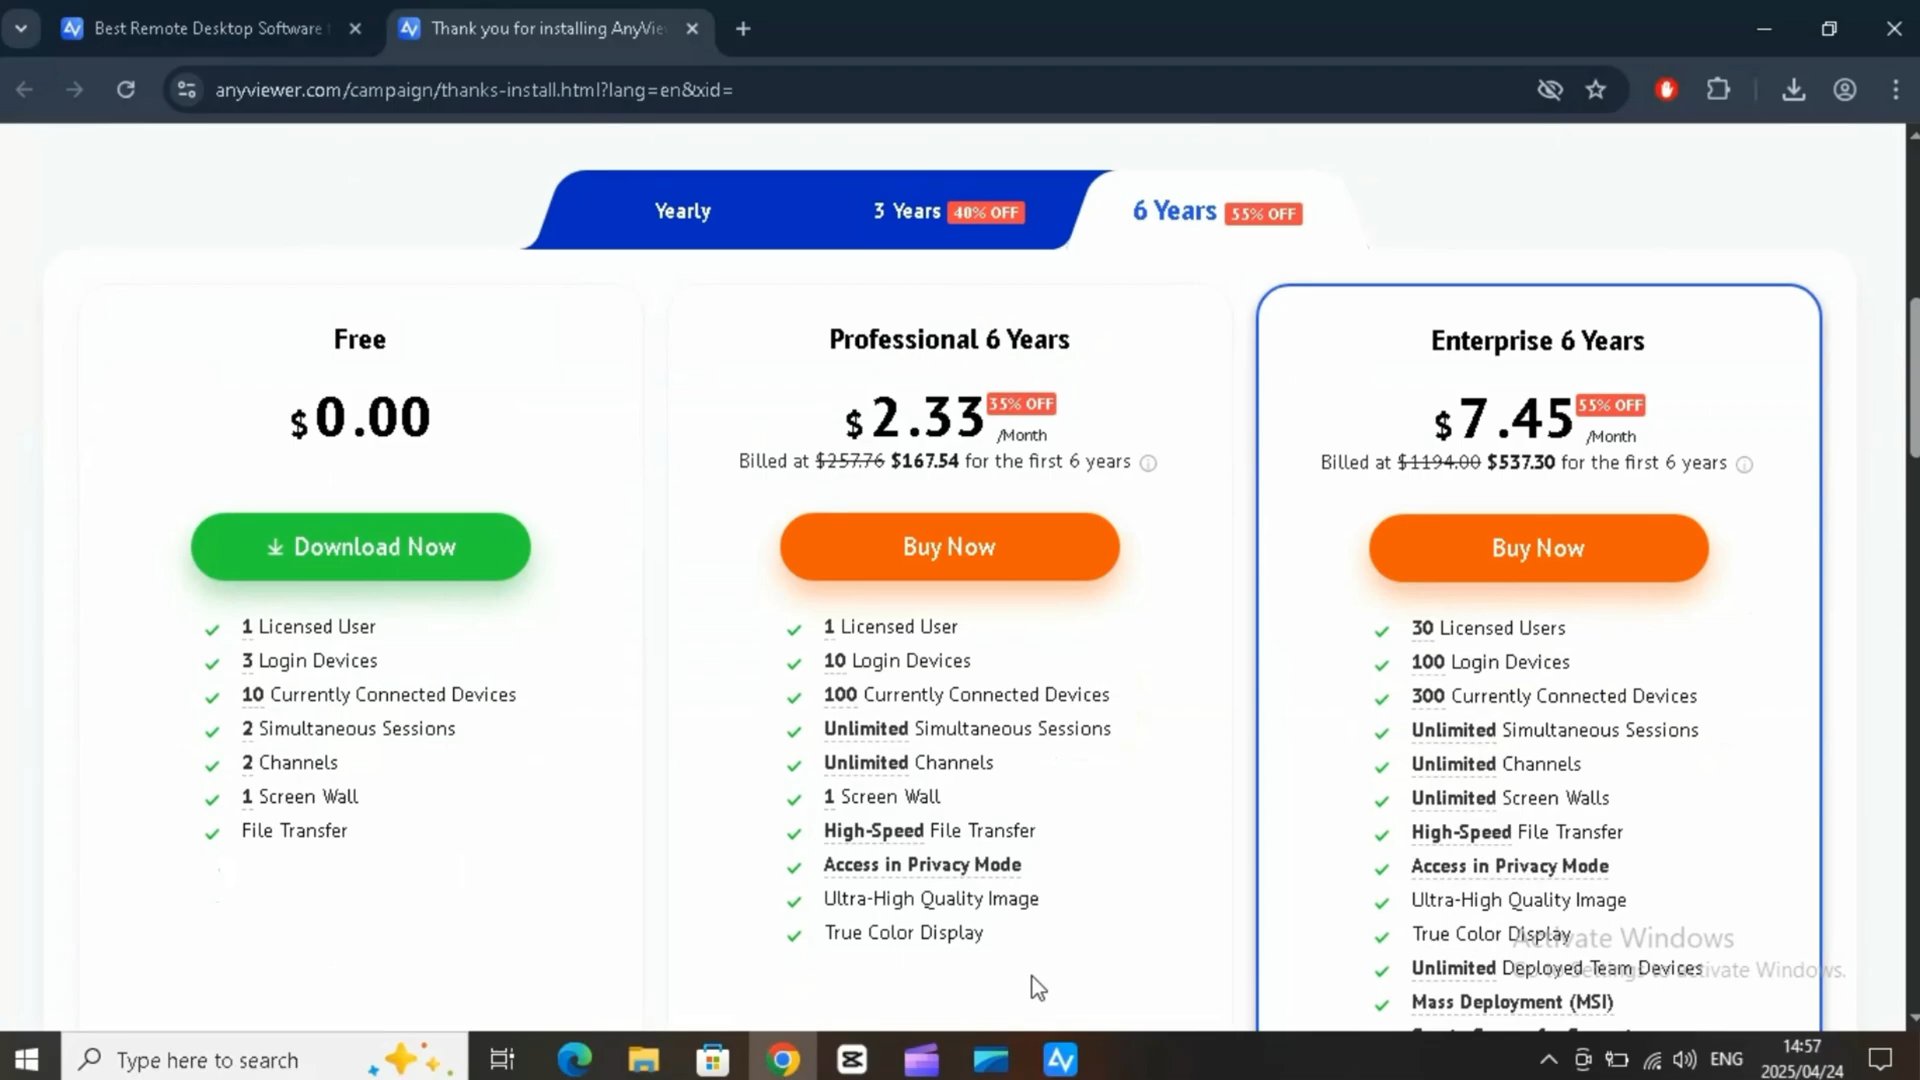 Best Remote Desktop Software
Thank you for installing AnyVie
anyviewer.com/campaign/thanks-install.html?lang=en&xid=
Yearly
3 Years 40% OFF
6 Years 55% OFF
Free
$0.00
Download Now
1 Licensed User
3 Login Devices
10 Currently Connected Devices
2 Simultaneous Sessions
2 Channels
1 Screen Wall
File Transfer
Professional 6 Years
$2.33 35% OFF
/Month
Billed at $257.76 $167.54 for the first 6 years
Buy Now
1 Licensed User
10 Login Devices
100 Currently Connected Devices
Unlimited Simultaneous Sessions
Unlimited Channels
1 Screen Wall
High-Speed File Transfer
Access in Privacy Mode
Ultra-High Quality Image
True Color Display
Enterprise 6 Years
$7.45 55% OFF
/Month
Billed at $1194.00 $537.30 for the first 6 years
Buy Now
30 Licensed Users
100 Login Devices
300 Currently Connected Devices
Unlimited Simultaneous Sessions
Unlimited Channels
Unlimited Screen Walls
High-Speed File Transfer
Access in Privacy Mode
Ultra-High Quality Image
True Color Display
Unlimited Deployed Team Devices
Mass Deployment (MSI)
Activate Windows
Go to Settings to activate Windows.
Type here to search
ENG
14:57
2025/04/24